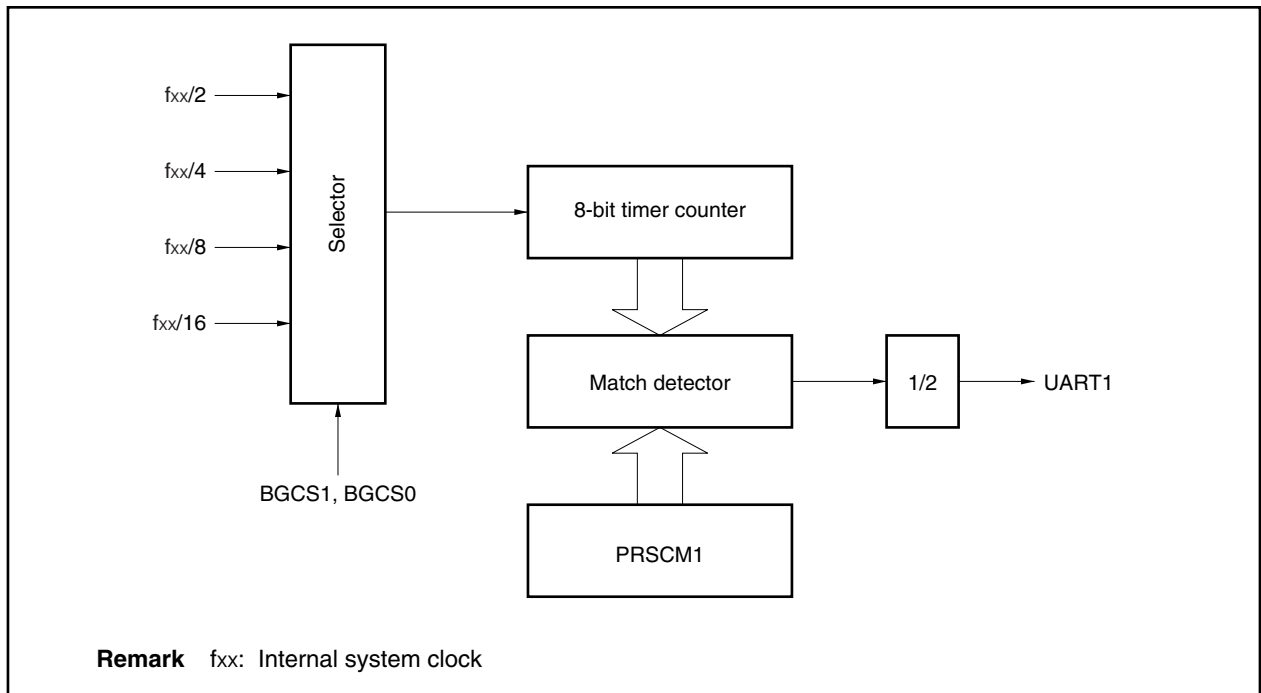 fxx/2
fxx/4
fxx/8
fxx/16
Selector
BGCS1, BGCS0
8-bit timer counter
Match detector
1/2
UART1
PRSCM1
Remark fxx: Internal system clock